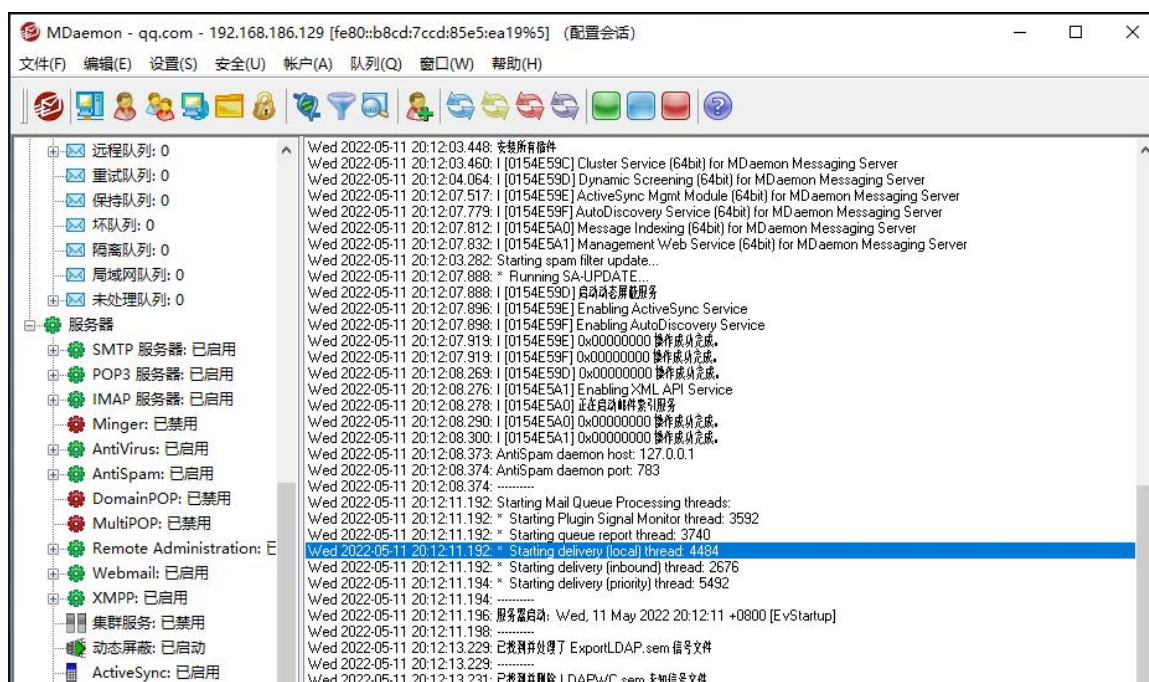 MDaemon - qq.com - 192.168.186.129 [fe80::b8cd:7ccd:85e5:ea19%5] (配置会话)
文件(F) 编辑(E) 设置(S) 安全(U) 帐户(A) 队列(Q) 窗口(W) 帮助(H)
远程队列: 0
重试队列: 0
保持队列: 0
坏队列: 0
隔离队列: 0
局域网队列: 0
未处理队列: 0
服务器
SMTP 服务器: 已启用
POP3 服务器: 已启用
IMAP 服务器: 已启用
Minger: 已禁用
AntiVirus: 已启用
AntiSpam: 已启用
DomainPOP: 已禁用
MultiPOP: 已禁用
Remote Administration: E
Webmail: 已启用
XMPP: 已启用
集群服务: 已禁用
动态屏蔽: 已启动
ActiveSync: 已启用
Wed 2022-05-11 20:12:03.448: 安装所有插件
Wed 2022-05-11 20:12:03.460: I [0154E59C] Cluster Service (64bit) for MDaemon Messaging Server
Wed 2022-05-11 20:12:04.064: I [0154E59D] Dynamic Screening (64bit) for MDaemon Messaging Server
Wed 2022-05-11 20:12:07.517: I [0154E59E] ActiveSync Mgmt Module (64bit) for MDaemon Messaging Server
Wed 2022-05-11 20:12:07.779: I [0154E59F] AutoDiscovery Service (64bit) for MDaemon Messaging Server
Wed 2022-05-11 20:12:07.812: I [0154E5A0] Message Indexing (64bit) for MDaemon Messaging Server
Wed 2022-05-11 20:12:07.832: I [0154E5A1] Management Web Service (64bit) for MDaemon Messaging Server
Wed 2022-05-11 20:12:03.282: Starting spam filter update...
Wed 2022-05-11 20:12:07.888: * Running SA-UPDATE...
Wed 2022-05-11 20:12:07.888: I [0154E59D] 启动动态屏蔽服务
Wed 2022-05-11 20:12:07.896: I [0154E59E] Enabling ActiveSync Service
Wed 2022-05-11 20:12:07.898: I [0154E59F] Enabling AutoDiscovery Service
Wed 2022-05-11 20:12:07.919: I [0154E59E] 0x00000000 操作成功完成。
Wed 2022-05-11 20:12:07.919: I [0154E59F] 0x00000000 操作成功完成。
Wed 2022-05-11 20:12:08.269: I [0154E59D] 0x00000000 操作成功完成。
Wed 2022-05-11 20:12:08.276: I [0154E5A1] Enabling XML API Service
Wed 2022-05-11 20:12:08.278: I [0154E5A0] 正在启动邮件索引服务
Wed 2022-05-11 20:12:08.290: I [0154E5A0] 0x00000000 操作成功完成。
Wed 2022-05-11 20:12:08.300: I [0154E5A1] 0x00000000 操作成功完成。
Wed 2022-05-11 20:12:08.373: AntiSpam daemon host: 127.0.0.1
Wed 2022-05-11 20:12:08.374: AntiSpam daemon port: 783
Wed 2022-05-11 20:12:08.374: ----------
Wed 2022-05-11 20:12:11.192: Starting Mail Queue Processing threads:
Wed 2022-05-11 20:12:11.192: * Starting Plugin Signal Monitor thread: 3592
Wed 2022-05-11 20:12:11.192: * Starting queue report thread: 3740
Wed 2022-05-11 20:12:11.192: * Starting delivery (local) thread: 4484
Wed 2022-05-11 20:12:11.192: * Starting delivery (inbound) thread: 2676
Wed 2022-05-11 20:12:11.194: * Starting delivery (priority) thread: 5492
Wed 2022-05-11 20:12:11.194: ----------
Wed 2022-05-11 20:12:11.196: 服务器启动: Wed, 11 May 2022 20:12:11 +0800 [EvStartup]
Wed 2022-05-11 20:12:11.198: ----------
Wed 2022-05-11 20:12:13.229: 已找到并处理了 ExportLDAP.sem 信号文件
Wed 2022-05-11 20:12:13.229: ----------
Wed 2022-05-11 20:12:13.231: 已找到并删除 LDAPWC.sem 未知信号文件